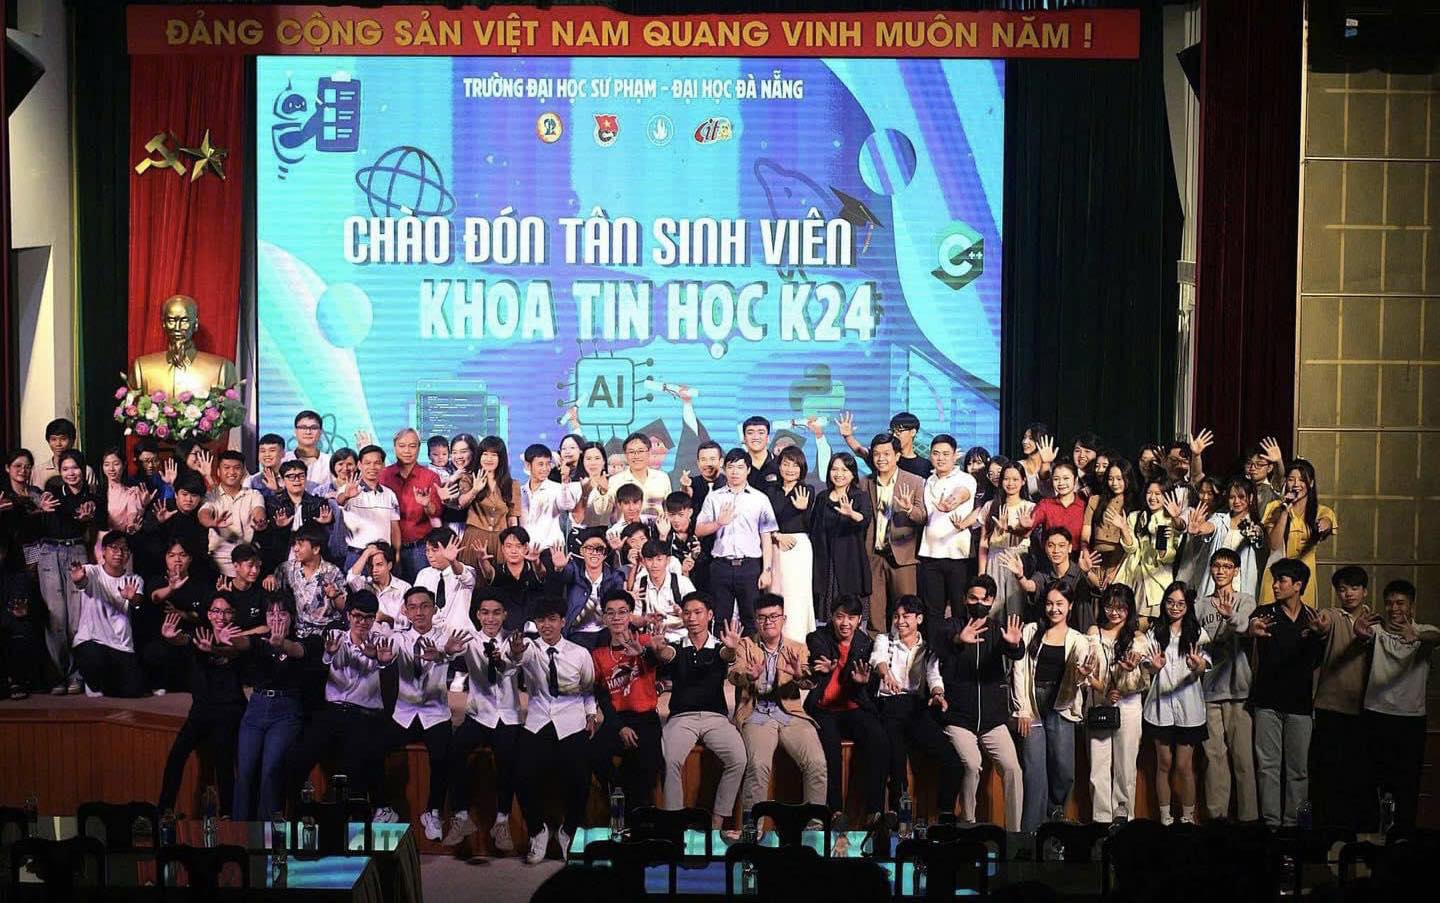 ĐẢNG CỘNG SẢN VIỆT NAM QUANG VINH MUÔN NĂM !
TRƯỜNG ĐẠI HỌC SƯ PHẠM - ĐẠI HỌC ĐÀ NẴNG
CHÀO ĐÓN TÂN SINH VIÊN
C++
KHOA TIN HỌC K24
AI